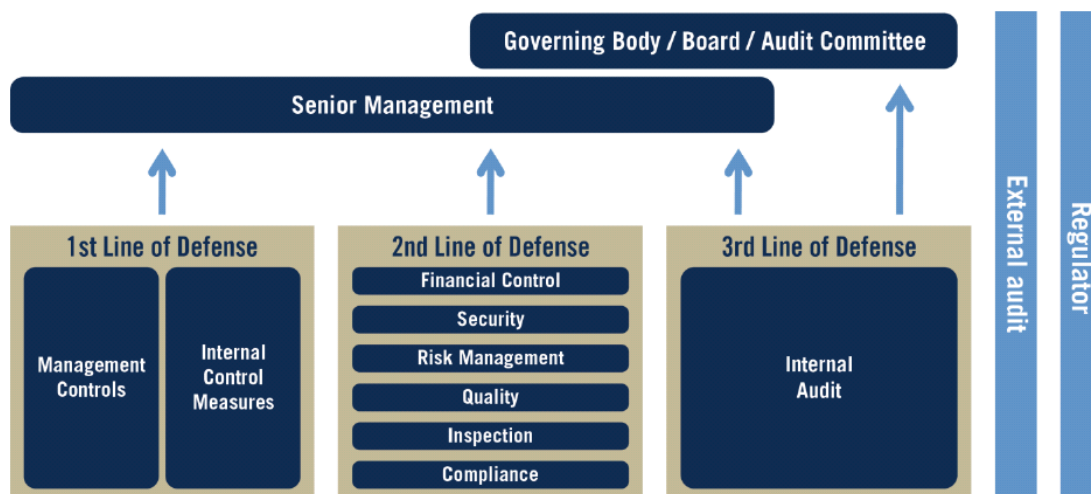 Governing Body / Board / Audit Committee
Senior Management
1st Line of Defense
Management
Controls
Internal
Control
Measures
2nd Line of Defense
Financial Control
Security
Risk Management
Quality
Inspection
Compliance
3rd Line of Defense
Internal
Audit
External audit
Regulator